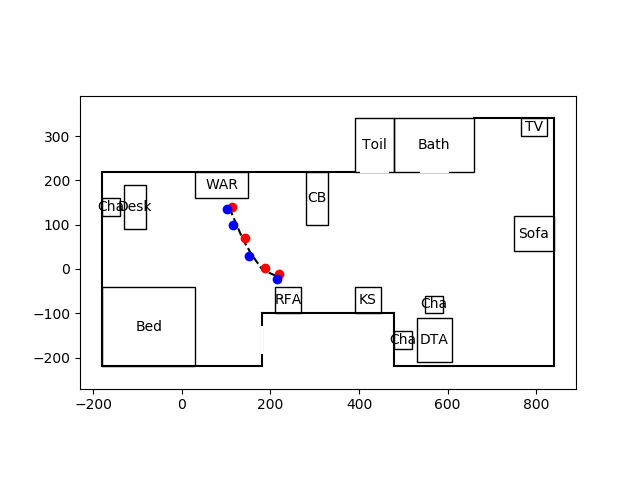 300
200
100
0
−100
−200
−200
0
200
400
600
800
TV
Toil
Bath
WAR
CB
Cha
Desk
Sofa
RFA
KS
Cha
Bed
Cha
DTA